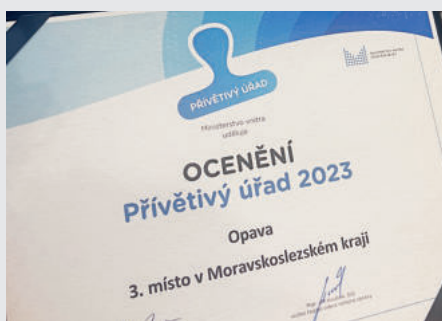 PŘÍVĚTIVÝ ÚŘAD
Ministerstvo vnitra
uděluje
OCENĚNÍ
Přívětivý úřad 2023
Opava
3. místo v Moravskoslezském kraji